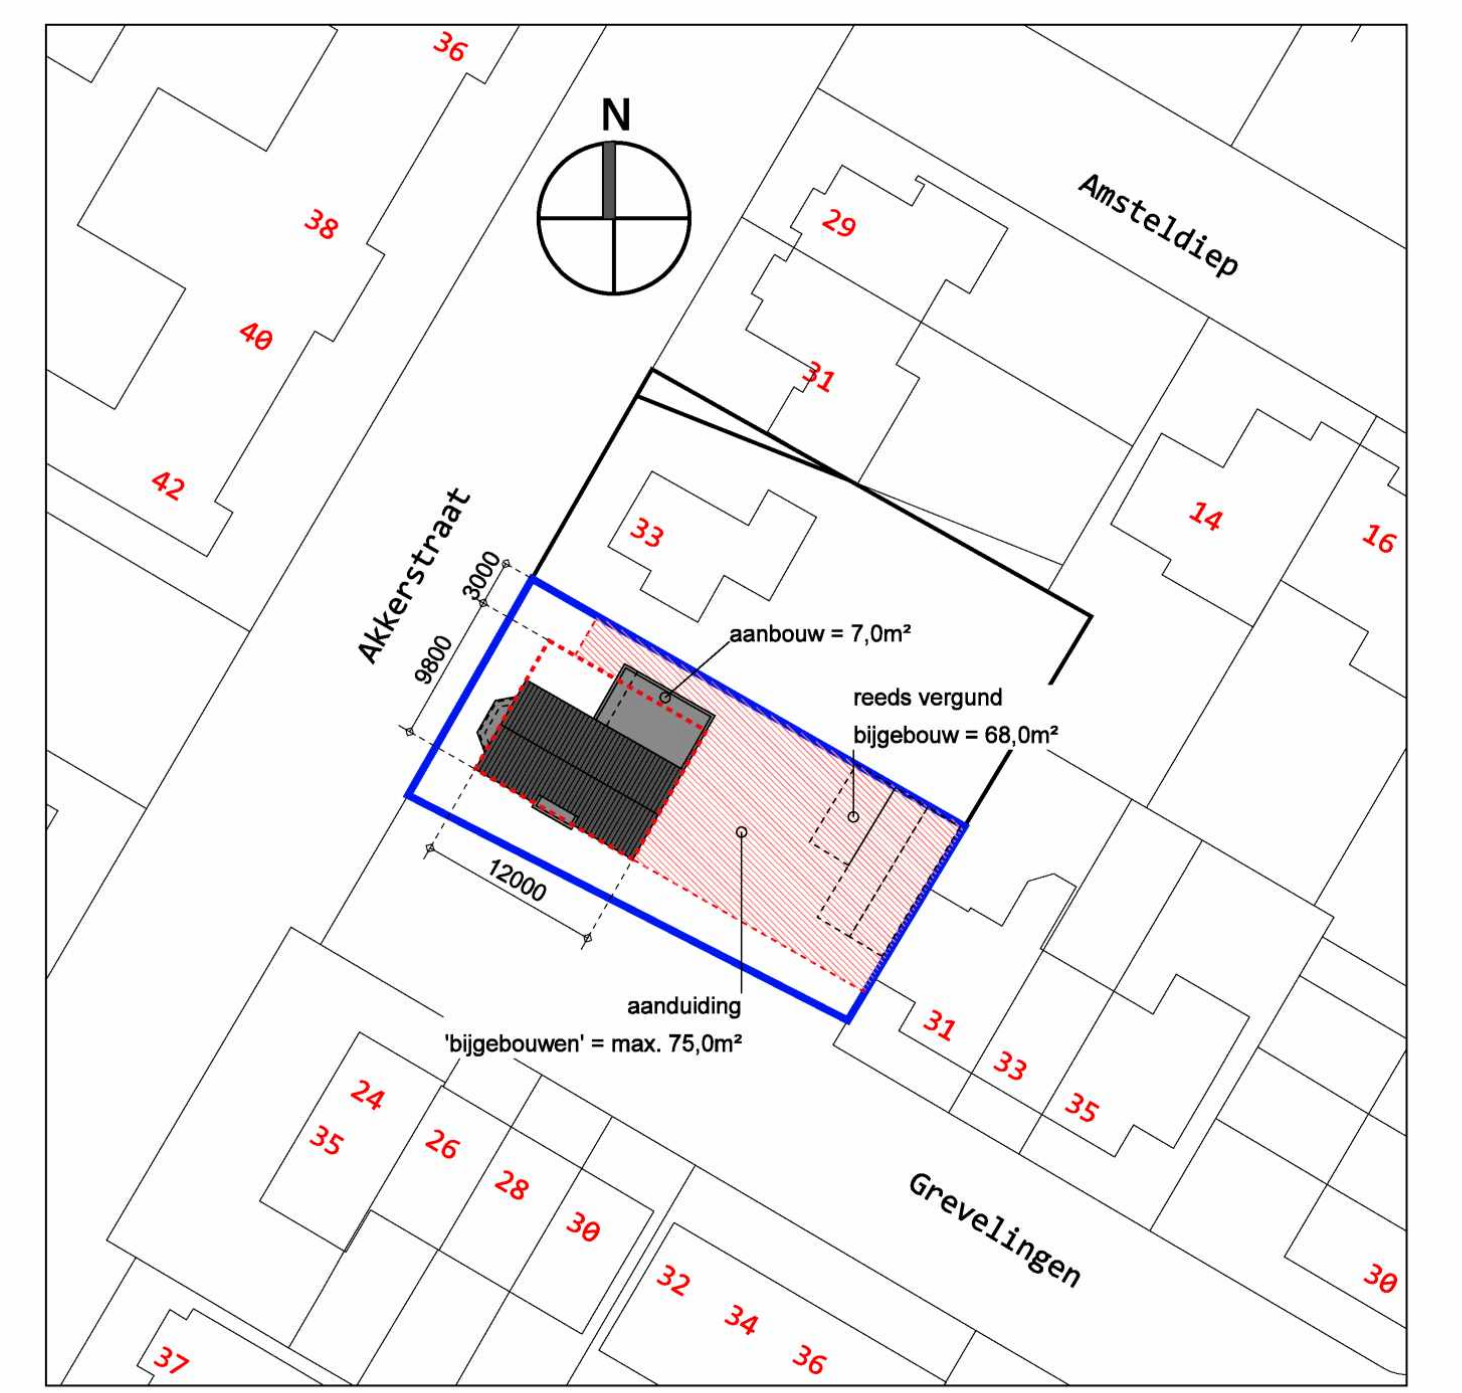 36
N
Amsteldiep
29
38
40
31
42
14
16
33
Akkerstraat
3000
9800
aanbouw = 7,0m²
reeds vergund
bijgebouw = 68,0m²
12000
aanduiding
'bijgebouwen' = max. 75,0m²
31
33
35
24
35
26
28
30
Grevelingen
32
34
36
30
37